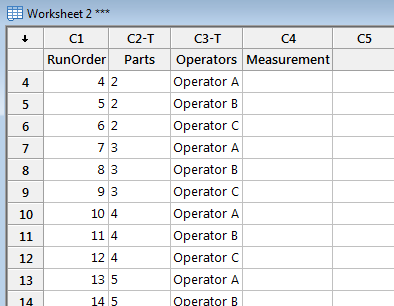 Worksheet 2 ***
C1 C2-T C3-T C4 C5
RunOrder Parts Operators Measurement
4 4 2 Operator A
5 5 2 Operator B
6 6 2 Operator C
7 7 3 Operator A
8 8 3 Operator B
9 9 3 Operator C
10 10 4 Operator A
11 11 4 Operator B
12 12 4 Operator C
13 13 5 Operator A
14 14 5 Operator B